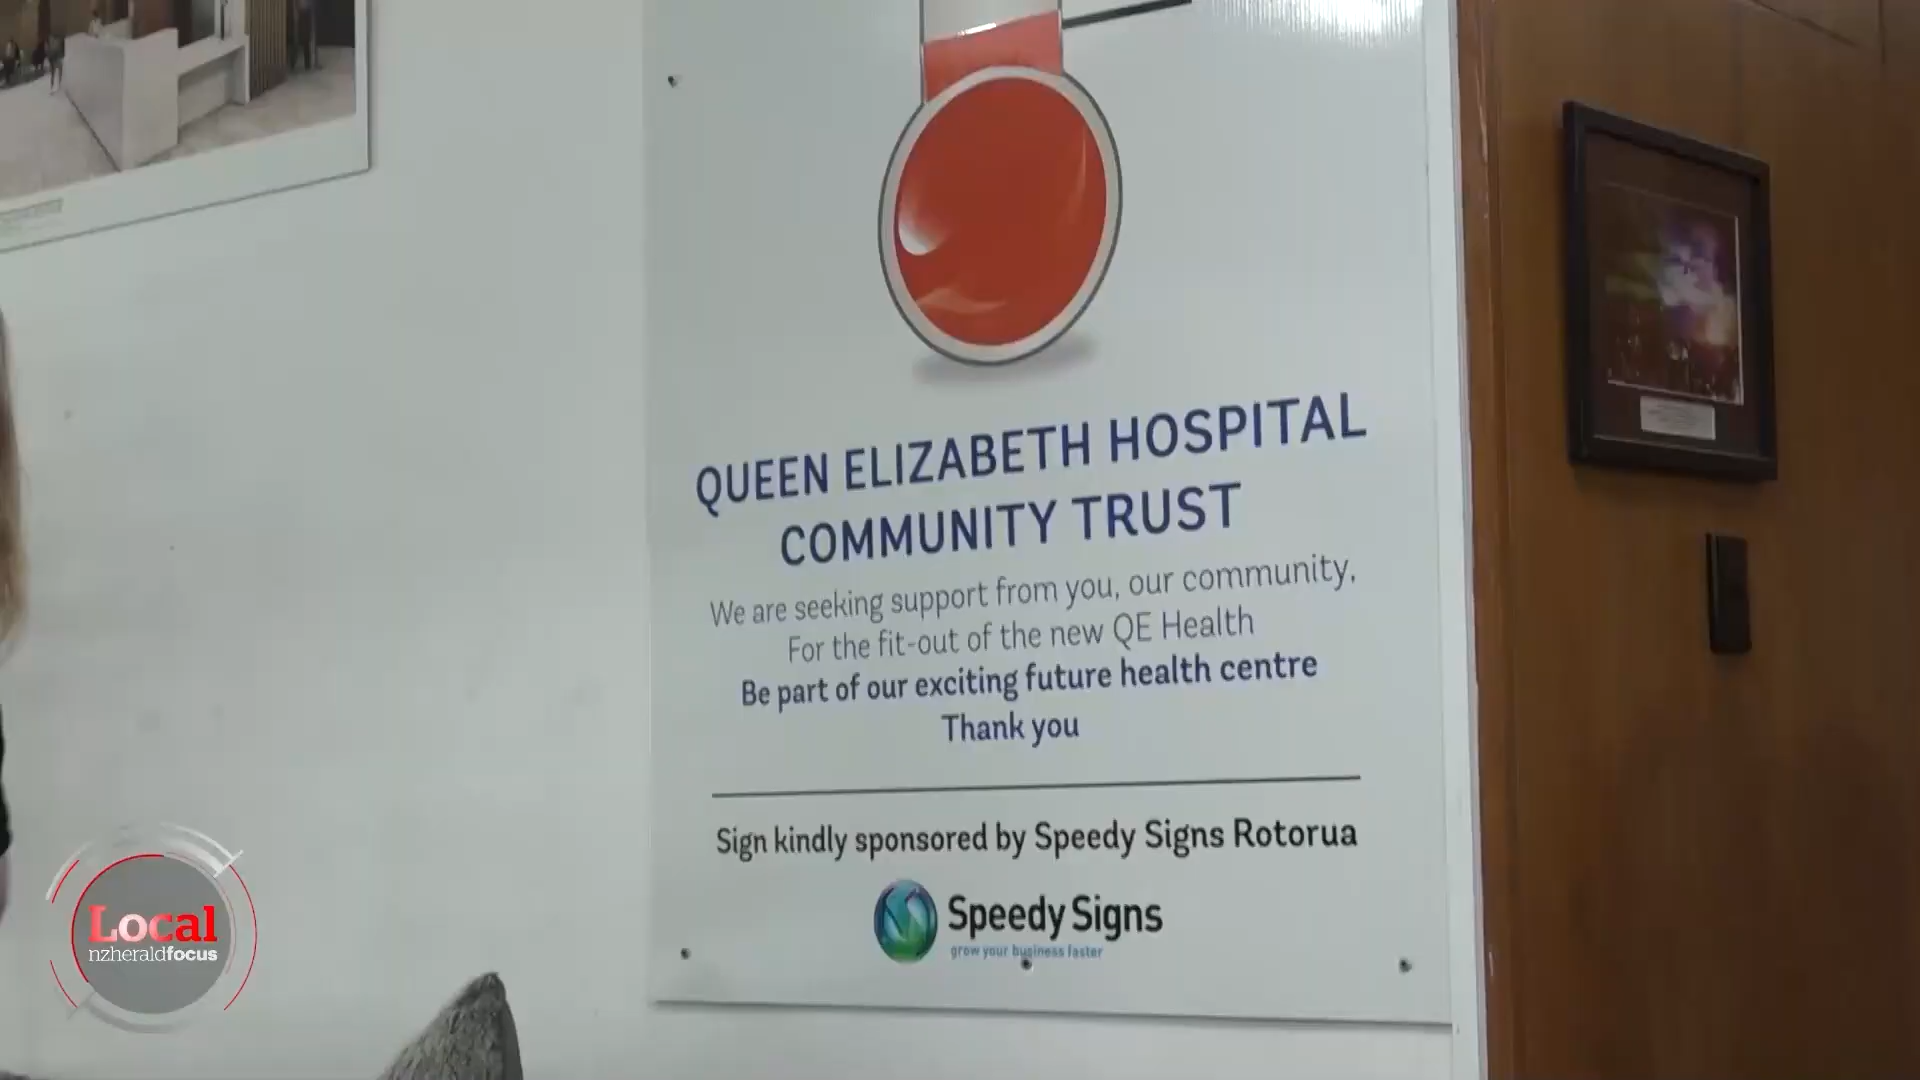 QUEEN ELIZABETH HOSPITAL
COMMUNITY TRUST
We are seeking support from you, our community,
For the fit-out of the new QE Health
Be part of our exciting future health centre
Thank you
Sign kindly sponsored by Speedy Signs Rotorua
Speedy Signs
grow your business faster
Local
nzheraldfocus